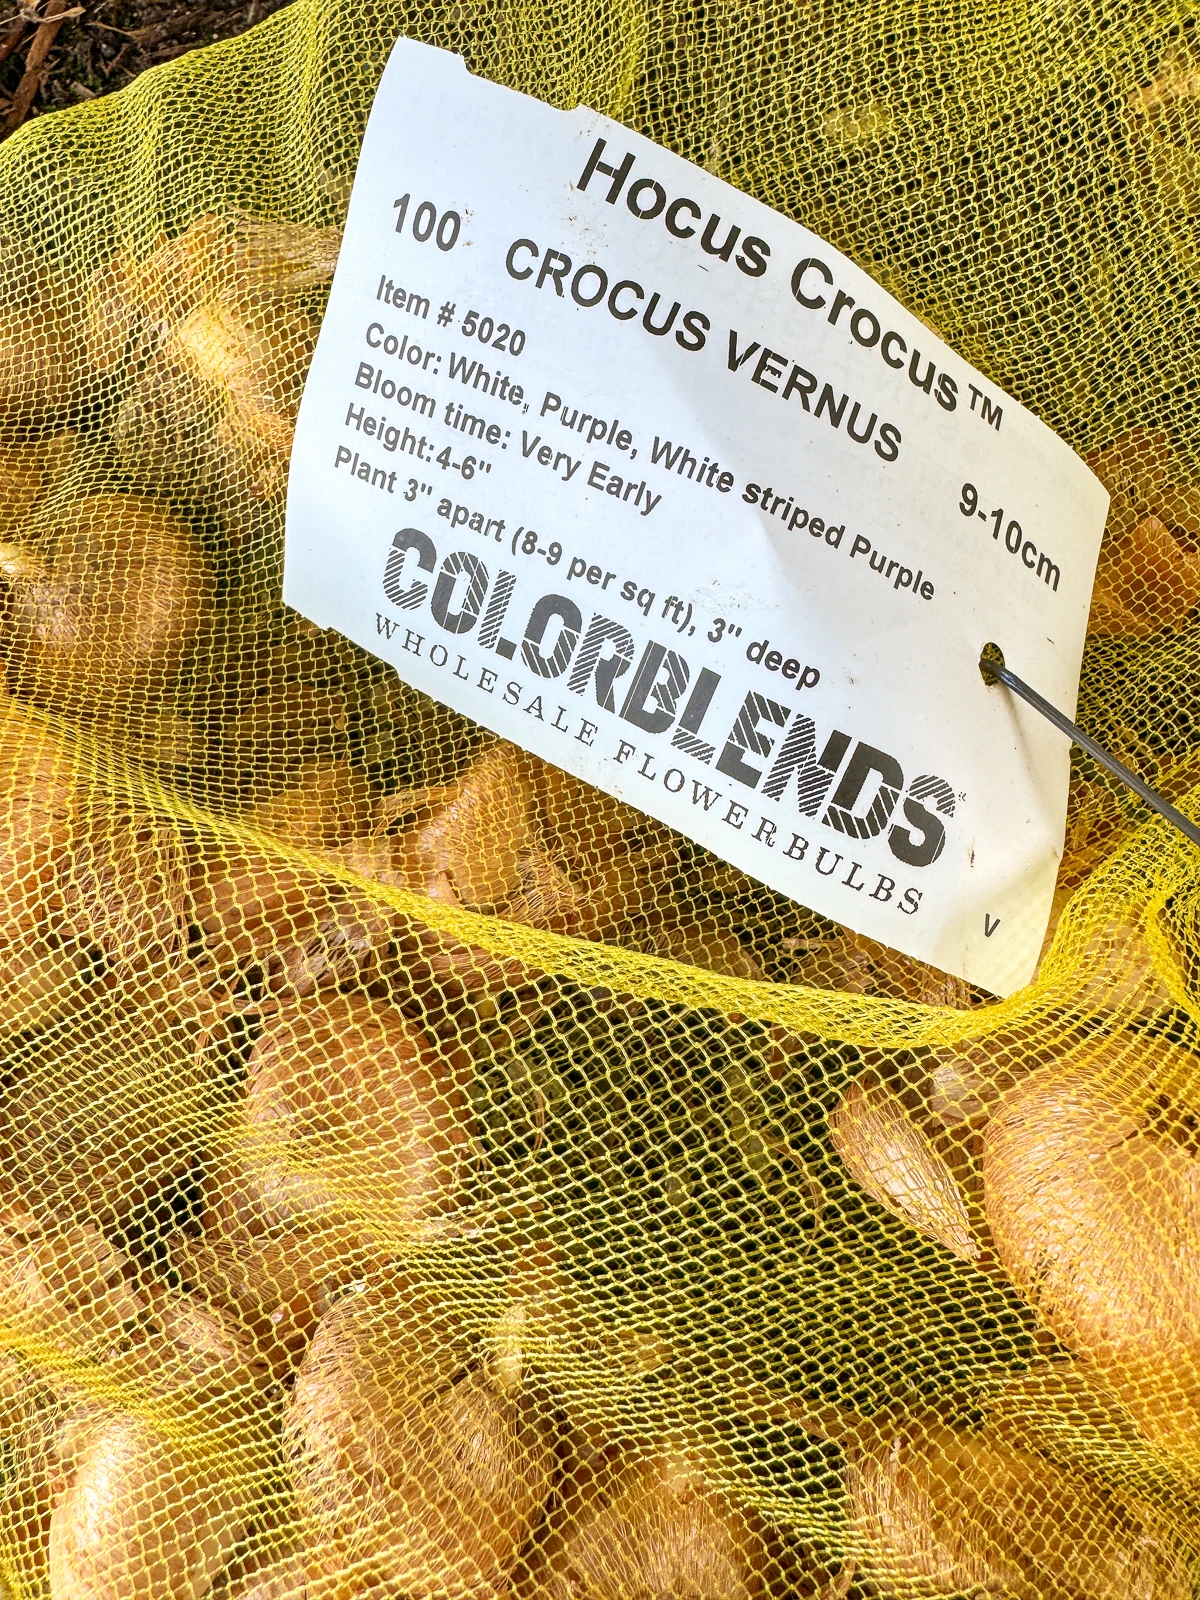 Hocus Crocus™
100 CROCUS VERNUS 9-10cm
Item # 5020
Color: White, Purple, White striped Purple
Bloom time: Very Early
Height: 4-6"
Plant 3" apart (8-9 per sq ft), 3" deep
COLORBLENDS®
WHOLESALE FLOWERBULBS
V